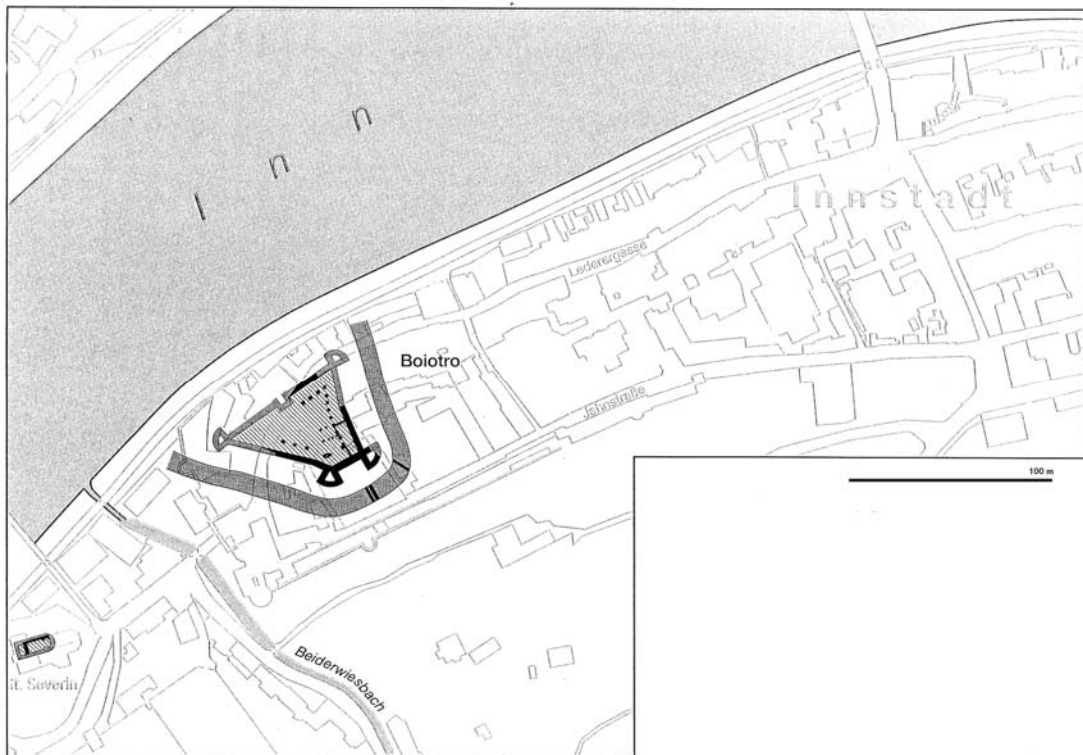 Inn
Innstadt
Lederergasse
Boiotro
Jahnstraße
100 m
Beiderwiesbach
St. Severin